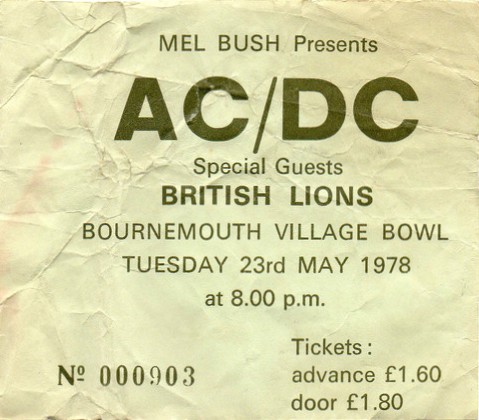 MEL BUSH Presents
AC/DC
Special Guests
BRITISH LIONS
BOURNEMOUTH VILLAGE BOWL
TUESDAY 23rd MAY 1978
at 8.00 p.m.
Tickets:
Nº 000903
advance £1.60
door £1.80